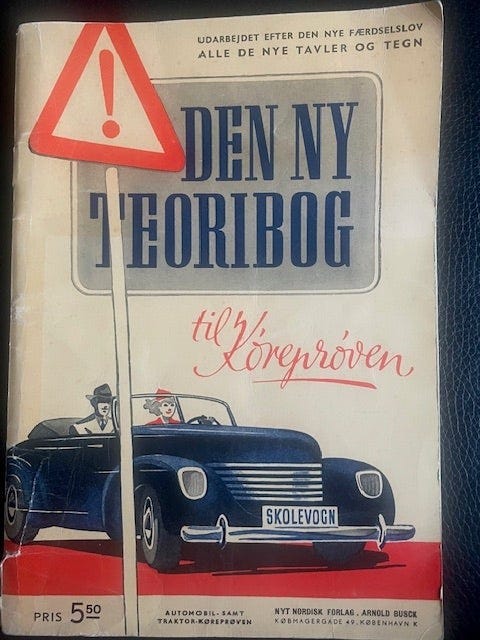 UDARBEJDET EFTER DEN NYE FÆRDSELSLOV
ALLE DE NYE TAVLER OG TEGN
!
DEN NY
TEORIBOG
til
Køreprøven
SKOLEVOGN
PRIS 5.50
AUTOMOBIL- SAMT
TRAKTOR-KØREPRØVEN
NYT NORDISK FORLAG . ARNOLD BUSCK
KØBMAGERGADE 49, KØBENHAVN K